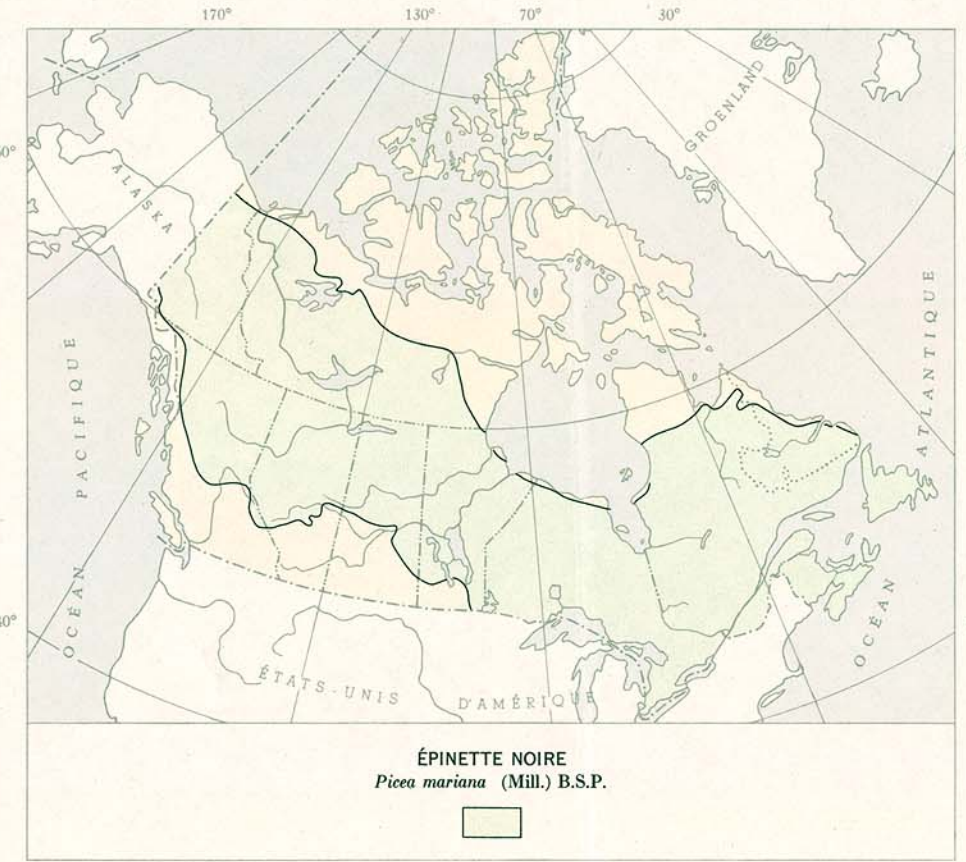 170° 130° 70° 30°
GROENLAND
ALASKA
OCÉAN PACIFIQUE
OCÉAN ATLANTIQUE
ÉTATS-UNIS D'AMÉRIQUE
ÉPINETTE NOIRE
Picea mariana (Mill.) B.S.P.